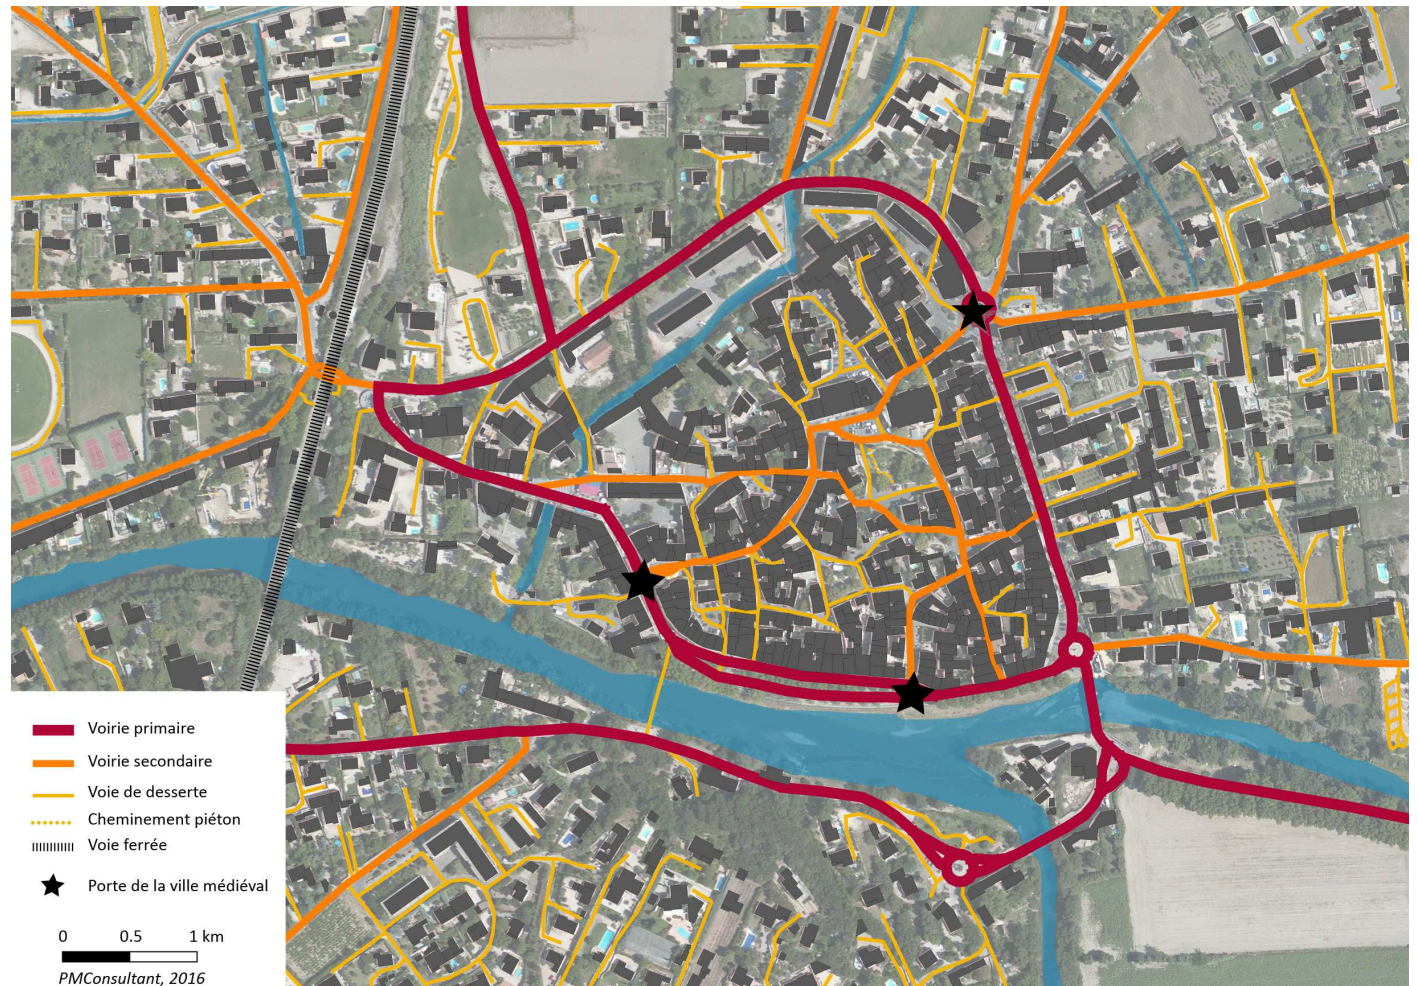 Voirie primaire
Voirie secondaire
Voie de desserte
Cheminement piéton
Voie ferrée
Porte de la ville médiéval
0 0.5 1 km
PMConsultant, 2016